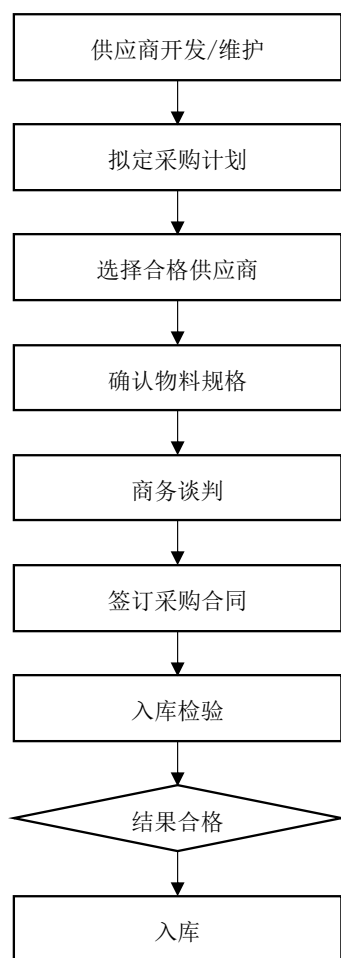 供应商开发/维护
拟定采购计划
选择合格供应商
确认物料规格
商务谈判
签订采购合同
入库检验
结果合格
入库